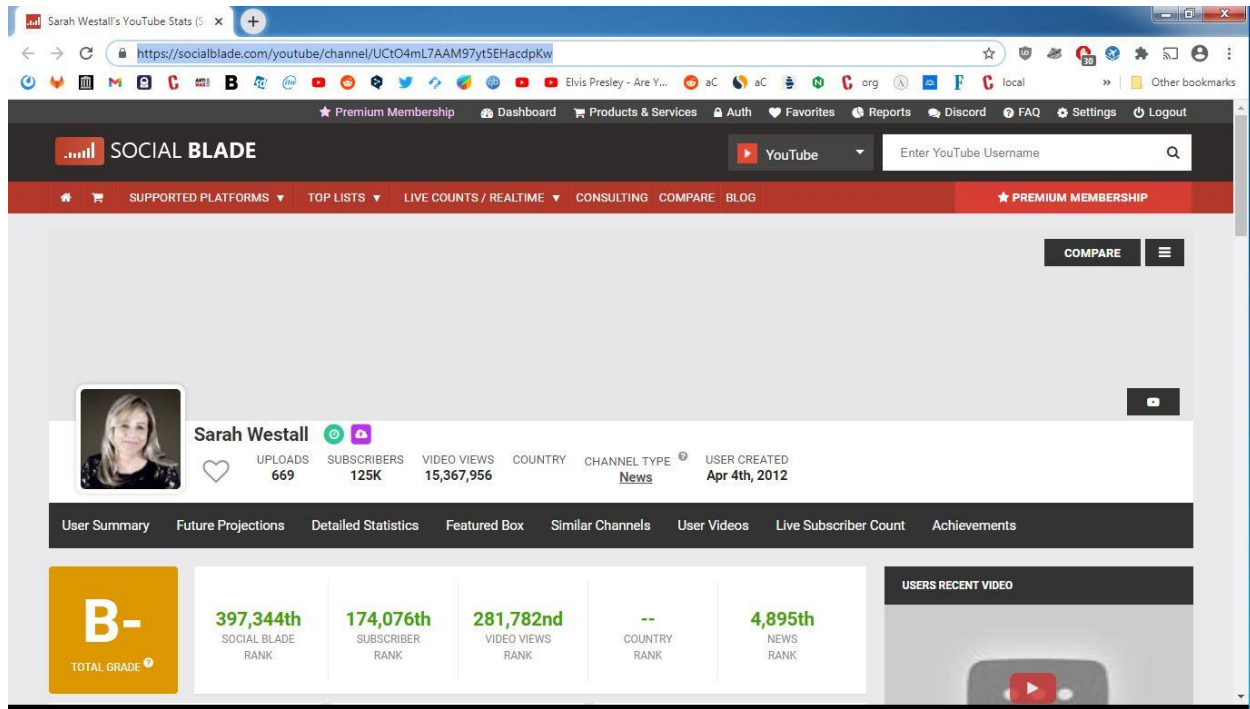 Sarah Westall's YouTube Stats (S
https://socialblade.com/youtube/channel/UCtO4mL7AAM97yt5EHacdpKw
Elvis Presley - Are Y... aC aC org local » Other bookmarks
Premium Membership Dashboard Products & Services Auth Favorites Reports Discord FAQ Settings Logout
SOCIAL BLADE YouTube Enter YouTube Username
SUPPORTED PLATFORMS TOP LISTS LIVE COUNTS / REALTIME CONSULTING COMPARE BLOG PREMIUM MEMBERSHIP
COMPARE
Sarah Westall
UPLOADS SUBSCRIBERS VIDEO VIEWS COUNTRY CHANNEL TYPE USER CREATED
669 125K 15,367,956 News Apr 4th, 2012
User Summary Future Projections Detailed Statistics Featured Box Similar Channels User Videos Live Subscriber Count Achievements
USERS RECENT VIDEO
B-
TOTAL GRADE
397,344th 174,076th 281,782nd -- 4,895th
SOCIAL BLADE SUBSCRIBER VIDEO VIEWS COUNTRY NEWS
RANK RANK RANK RANK RANK